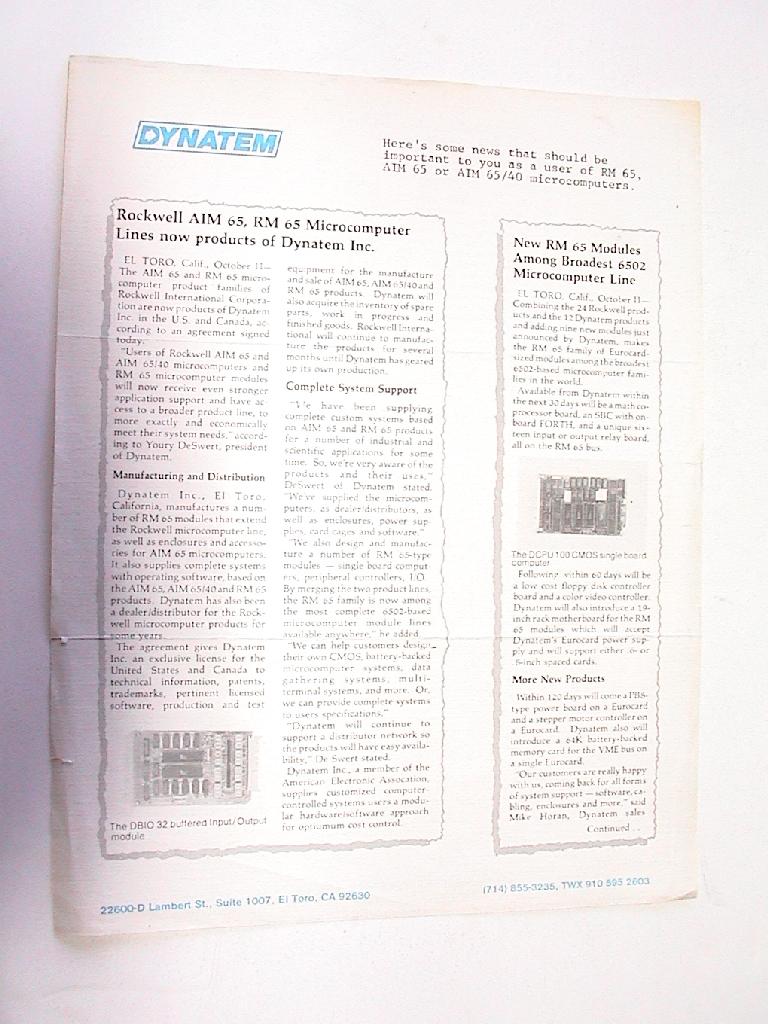 DYNATEM
Here's some news that should be
important to you as a user of RM 65,
AIM 65 or AIM 65/40 microcomputers.
Rockwell AIM 65, RM 65 Microcomputer
Lines now products of Dynatem Inc.
EL TORO, Calif., October 11—
The AIM 65 and RM 65 micro-
computer product families of
Rockwell International Corpora-
tion are now products of Dynatem
Inc. in the U.S. and Canada, ac-
cording to an agreement signed
today.
"Users of Rockwell AIM 65 and
AIM 65/40 microcomputers and
RM 65 microcomputer modules
will now receive even stronger
application support and have ac-
cess to a broader product line, to
more exactly and economically
meet their system needs," accord-
ing to Youry DeSwert, president
of Dynatem.
Manufacturing and Distribution
Dynatem Inc., El Toro,
California, manufactures a num-
ber of RM 65 modules that extend
the Rockwell microcomputer line,
as well as enclosures and accesso-
ries for AIM 65 microcomputers.
It also supplies complete systems
with operating software, based on
the AIM 65, AIM 65/40 and RM 65
products. Dynatem has also been
a dealer/distributor for the Rock-
well microcomputer products for
some years.
The agreement gives Dynatem
Inc. an exclusive license for the
United States and Canada to
technical information, patents,
trademarks, pertinent licensed
software, production and test
The DBIO 32 buffered Input/Output
module.
equipment for the manufacture
and sale of AIM 65, AIM 65/40 and
RM 65 products. Dynatem will
also acquire the inventory of spare
parts, work in progress and
finished goods. Rockwell Interna-
tional will continue to manufac-
ture the products for several
months until Dynatem has geared
up its own production.
Complete System Support
"We have been supplying
complete custom systems based
on AIM 65 and RM 65 products
for a number of industrial and
scientific applications for some
time. So, we're very aware of the
products and their uses,"
DeSwert of Dynatem stated.
"We've supplied the microcom-
puters, as dealer/distributors, as
well as enclosures, power sup-
plies, card cages and software."
"We also design and manufac-
ture a number of RM 65-type
modules — single board comput-
ers, peripheral controllers, I/O.
By merging the two product lines,
the RM 65 family is now among
the most complete 6502-based
microcomputer module lines
available anywhere," he added.
"We can help customers design
their own CMOS, battery-backed
microcomputer systems, data
gathering systems, multi-
terminal systems, and more. Or,
we can provide complete systems
to users specifications."
"Dynatem will continue to
support a distributor network so
the products will have easy availa-
bility," De Swert stated.
Dynatem Inc., a member of the
American Electronic Assocation,
supplies customized computer-
controlled systems users a modu-
lar hardware/software approach
for optimum cost control.
New RM 65 Modules
Among Broadest 6502
Microcomputer Line
EL TORO, Calif., October 11—
Combining the 24 Rockwell prod-
ucts and the 12 Dynatem products
and adding nine new modules just
announced by Dynatem, makes
the RM 65 family of Eurocard-
sized modules among the broadest
6502-based microcomputer fami-
lies in the world.
Available from Dynatem within
the next 30 days will be a math co-
processor board, an SBC with on-
board FORTH, and a unique six-
teen input or output relay board,
all on the RM 65 bus.
The DCPU 100 CMOS single board
computer
Following within 60 days will be
a low cost floppy disk controller
board and a color video controller.
Dynatem will also introduce a 19-
inch rack motherboard for the RM
65 modules which will accept
Dynatem's Eurocard power sup-
ply and will support either .6- or
.8-inch spaced cards.
More New Products
Within 120 days will come a PBS-
type power board on a Eurocard
and a stepper motor controller on
a Eurocard. Dynatem also will
introduce a 64K battery-backed
memory card for the VME bus on
a single Eurocard.
"Our customers are really happy
with us, coming back for all forms
of system support — software, ca-
bling, enclosures and more," said
Mike Horan, Dynatem sales
Continued...
22600-D Lambert St., Suite 1007, El Toro, CA 92630
(714) 855-3235, TWX 910 595 2603